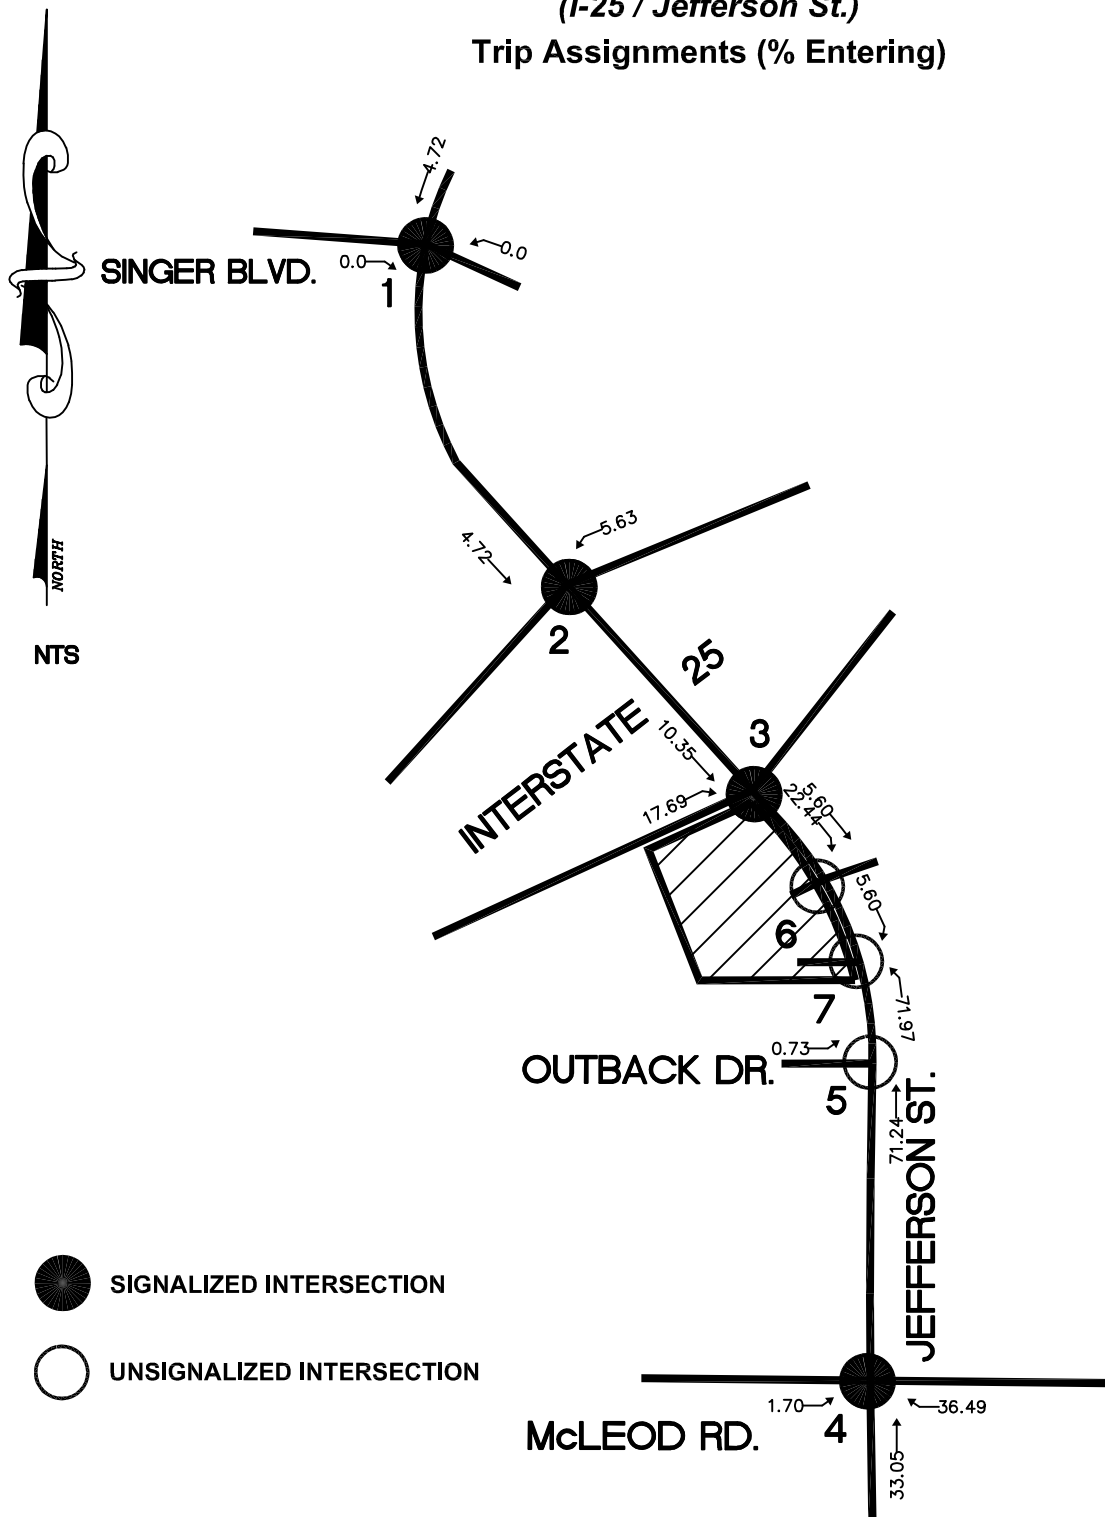 (I-25 / Jefferson St.)
Trip Assignments (% Entering)
4.72
0.0
0.0
SINGER BLVD.
1
5.63
4.72
NORTH
2
NTS
25
3
INTERSTATE
10.35
17.69
5.60
22.44
5.60
6
7
71.97
0.73
OUTBACK DR.
5
71.24
JEFFERSON ST.
SIGNALIZED INTERSECTION
UNSIGNALIZED INTERSECTION
1.70
36.49
4
McLEOD RD.
33.05